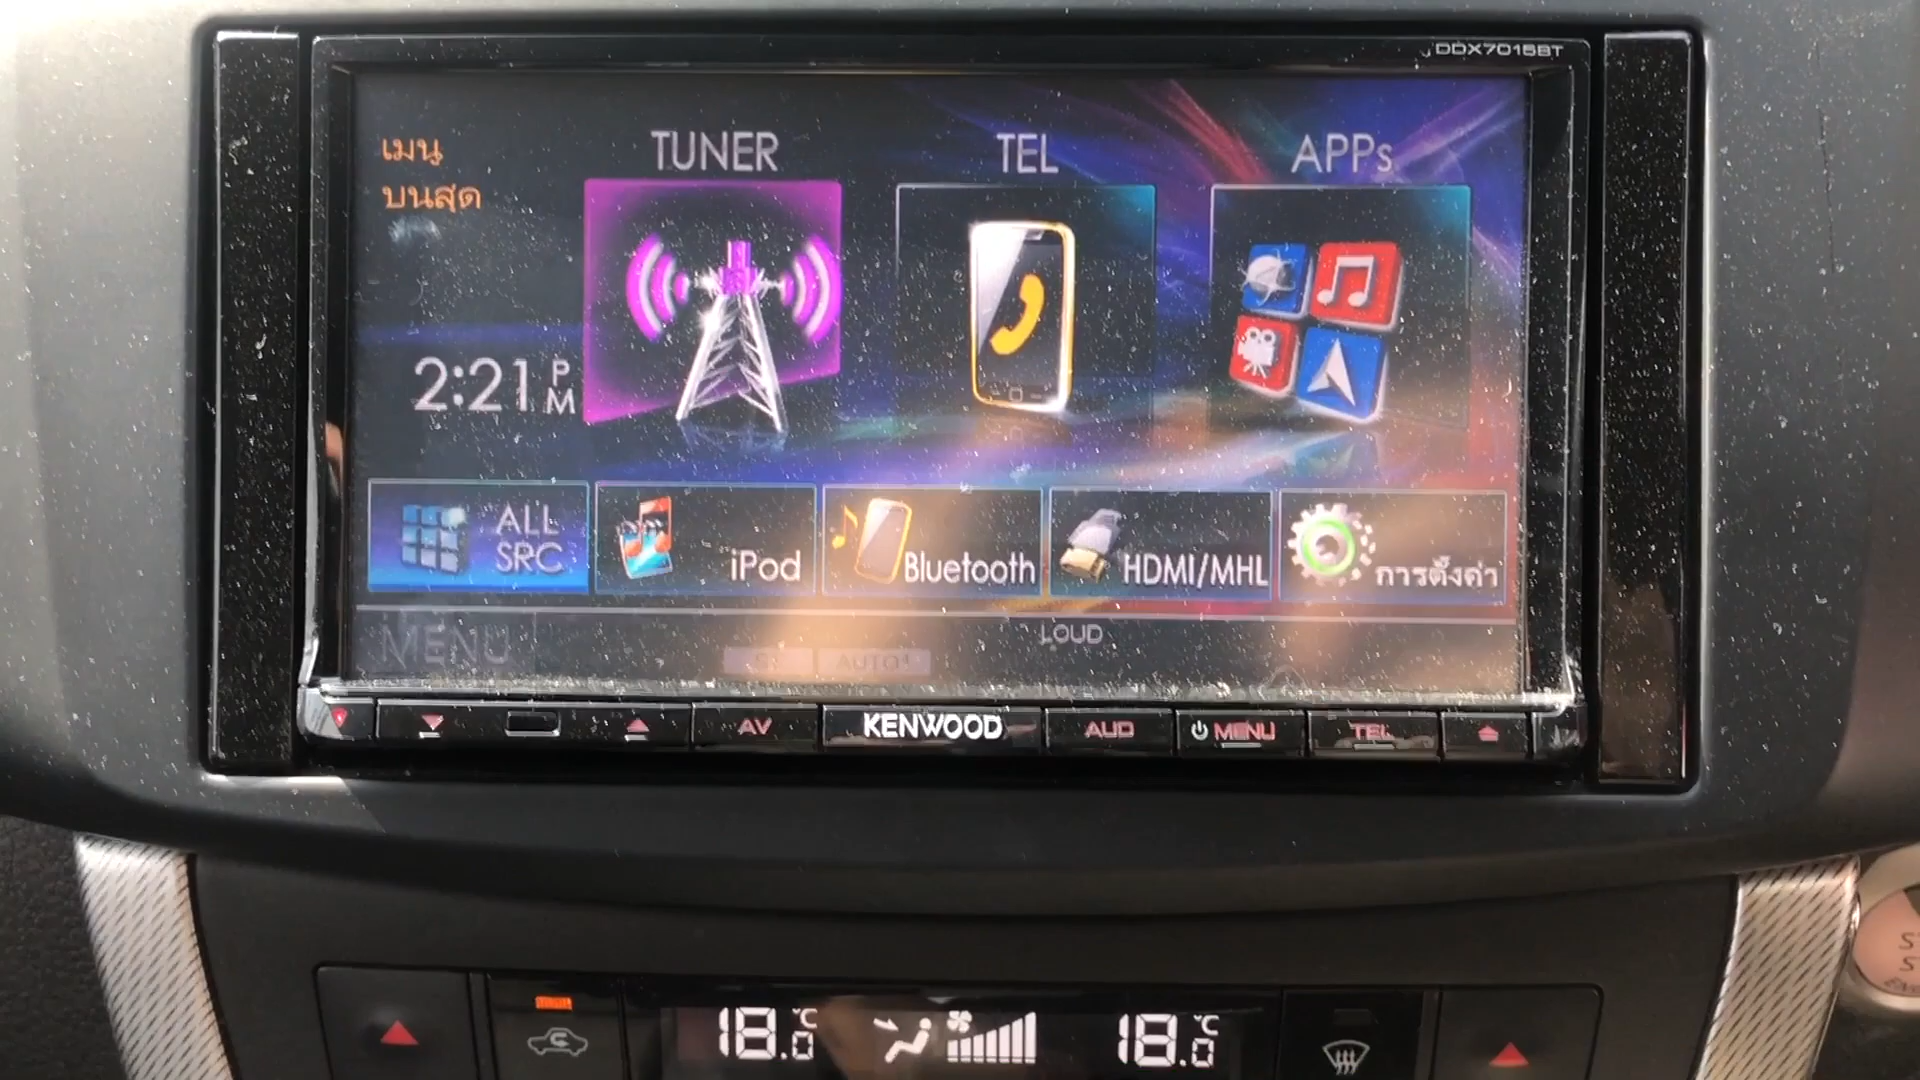 DDX7015BT
เมนู
บนสุด
TUNER
TEL
APPs
2:21 PM
ALL
SRC
iPod
Bluetooth
HDMI/MHL
การตั้งค่า
MENU
LOUD
AUTO1
AV
KENWOOD
AUD
MENU
TEL
18.0 °C
18.0 °C